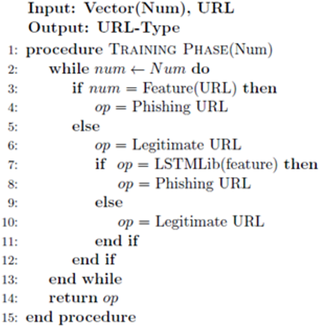 Input: Vector(Num), URL
Output: URL-Type
1: procedure Training Phase(Num)
2: while num ← Num do
3: if num = Feature(URL) then
4: op = Phishing URL
5: else
6: op = Legitimate URL
7: if op = LSTMLib(feature) then
8: op = Phishing URL
9: else
10: op = Legitimate URL
11: end if
12: end if
13: end while
14: return op
15: end procedure